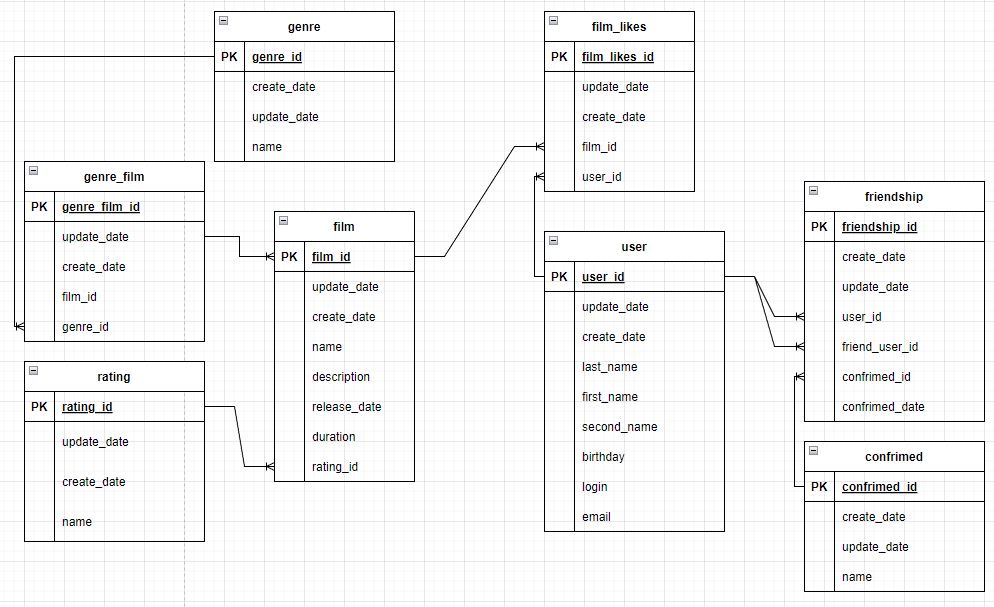 genre
PK genre_id
create_date
update_date
name
film_likes
PK film_likes_id
update_date
create_date
film_id
user_id
genre_film
PK genre_film_id
update_date
create_date
film_id
genre_id
film
PK film_id
update_date
create_date
name
description
release_date
duration
rating_id
rating
PK rating_id
update_date
create_date
name
user
PK user_id
update_date
create_date
last_name
first_name
second_name
birthday
login
email
friendship
PK friendship_id
create_date
update_date
user_id
friend_user_id
confrimed_id
confrimed_date
confrimed
PK confrimed_id
create_date
update_date
name